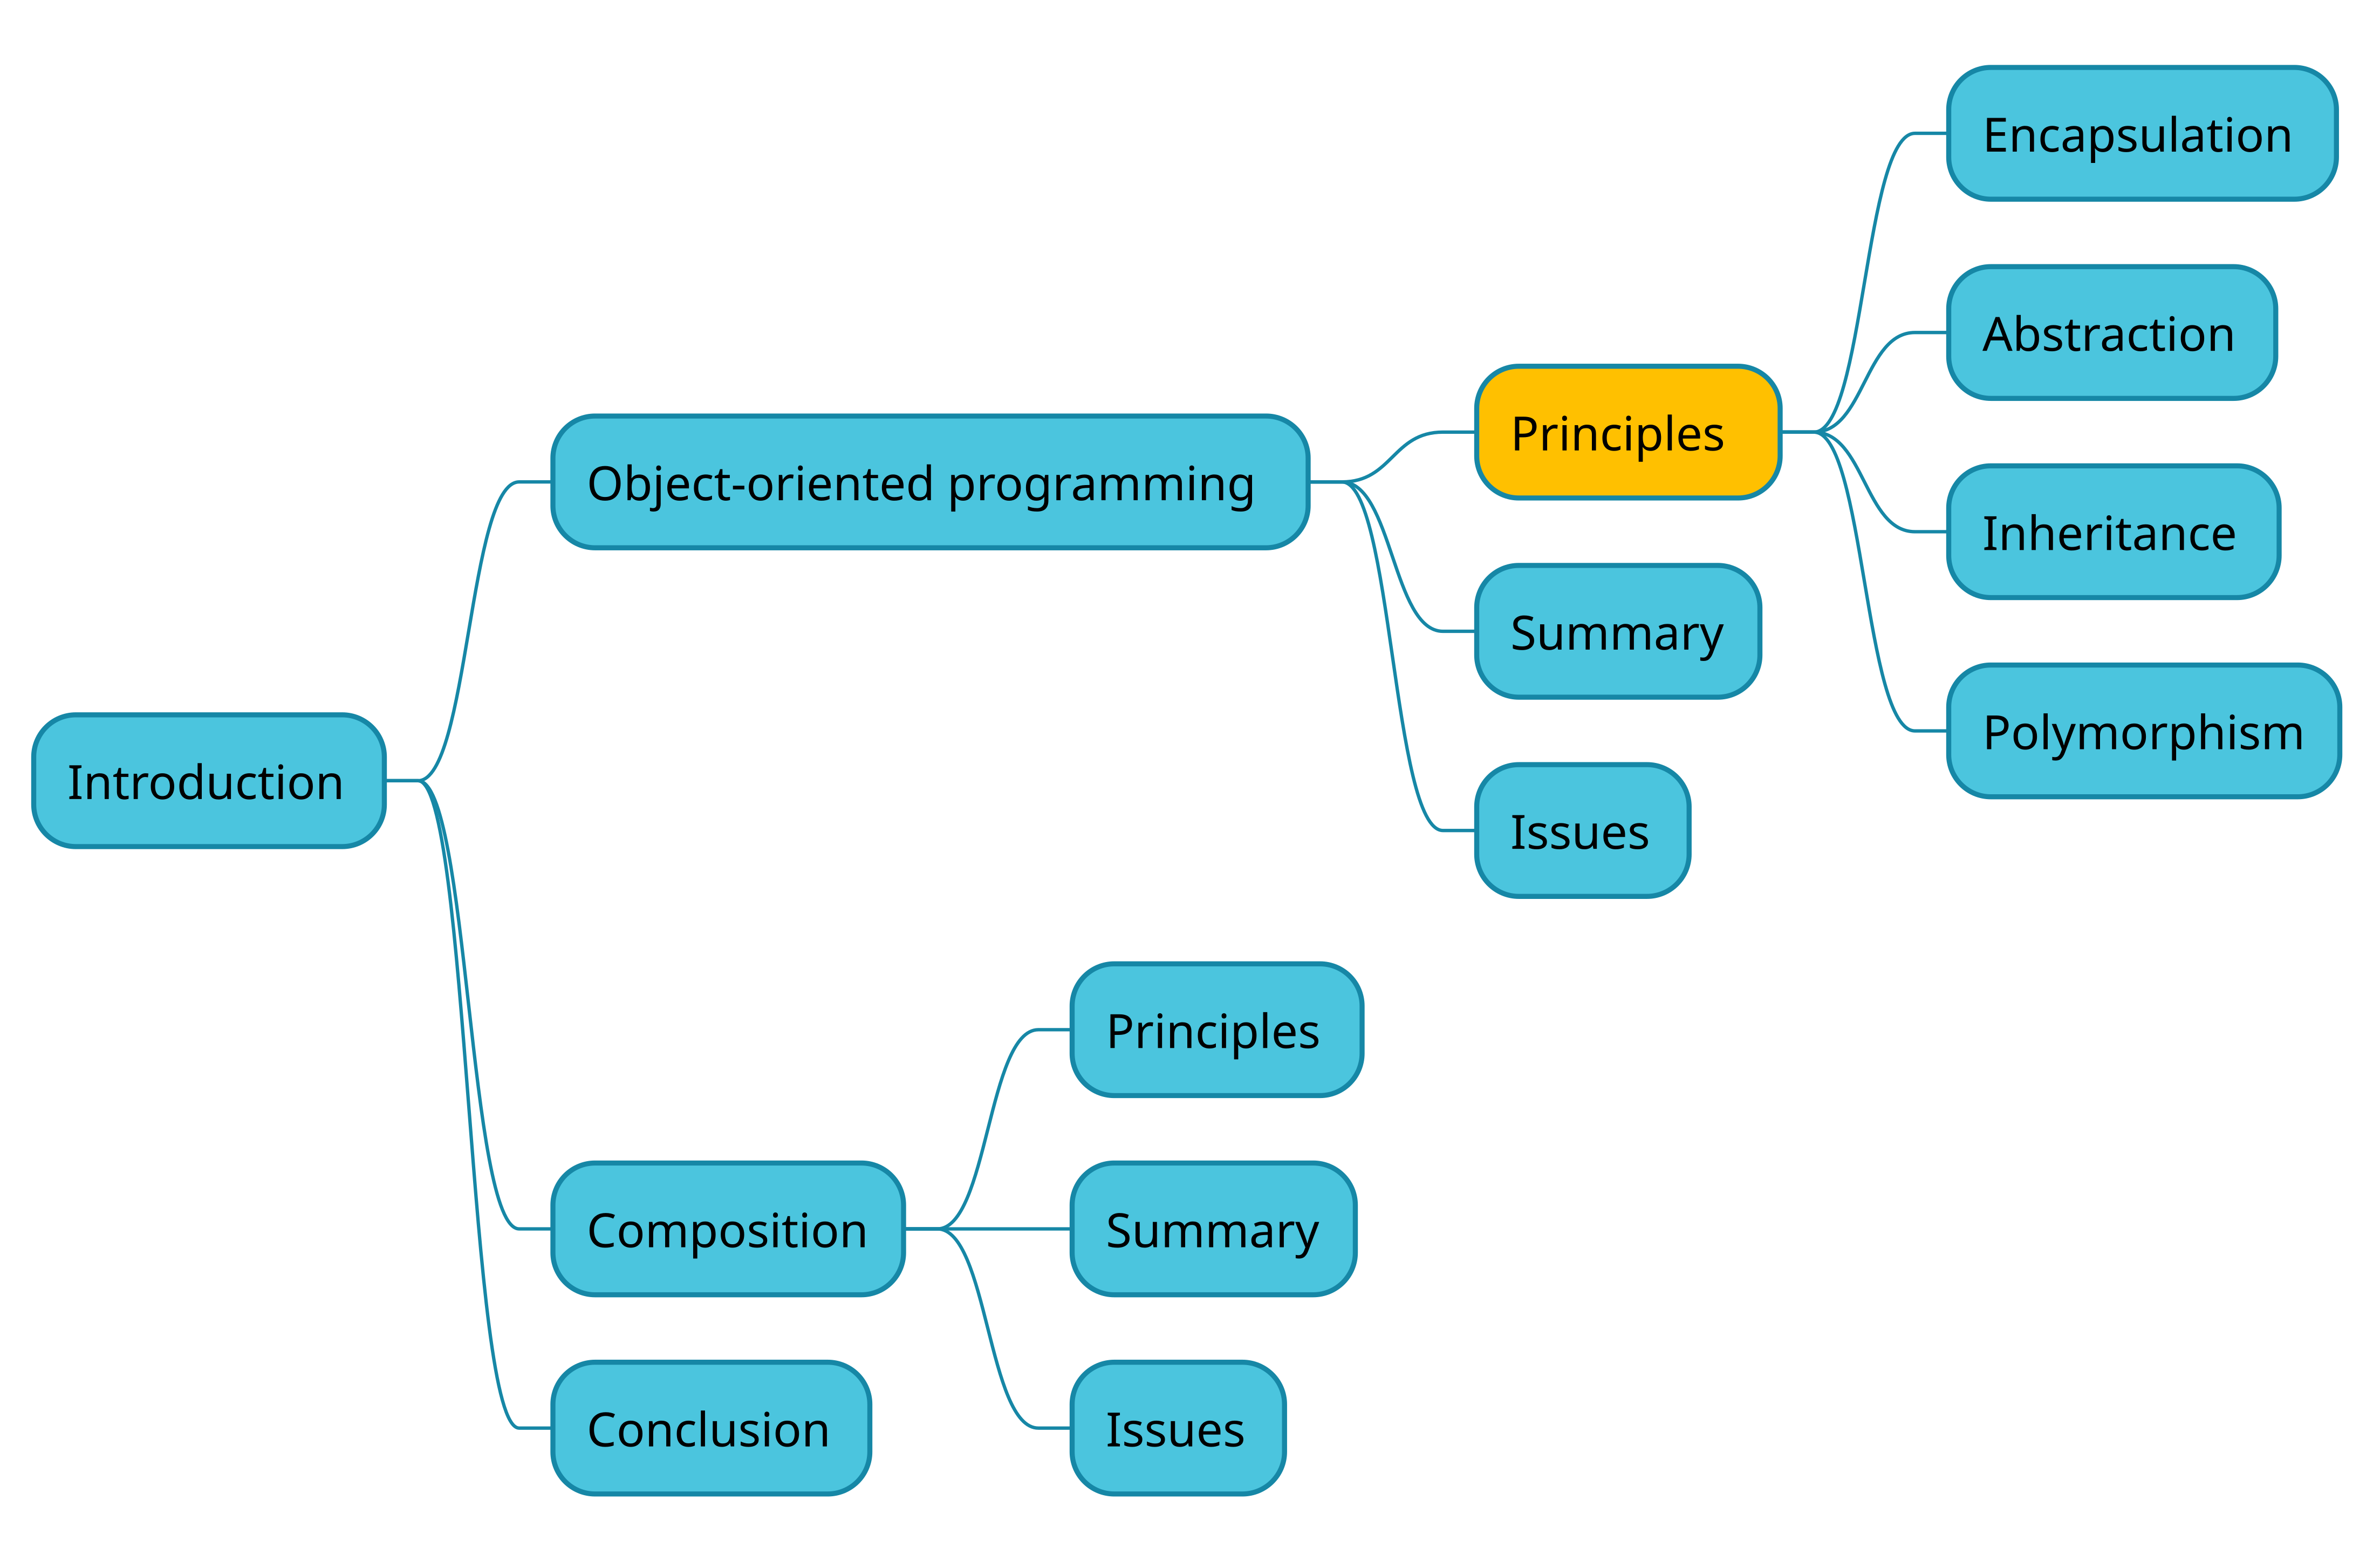 Introduction
Object-oriented programming
Principles
Encapsulation
Abstraction
Inheritance
Polymorphism
Summary
Issues
Composition
Principles
Summary
Issues
Conclusion